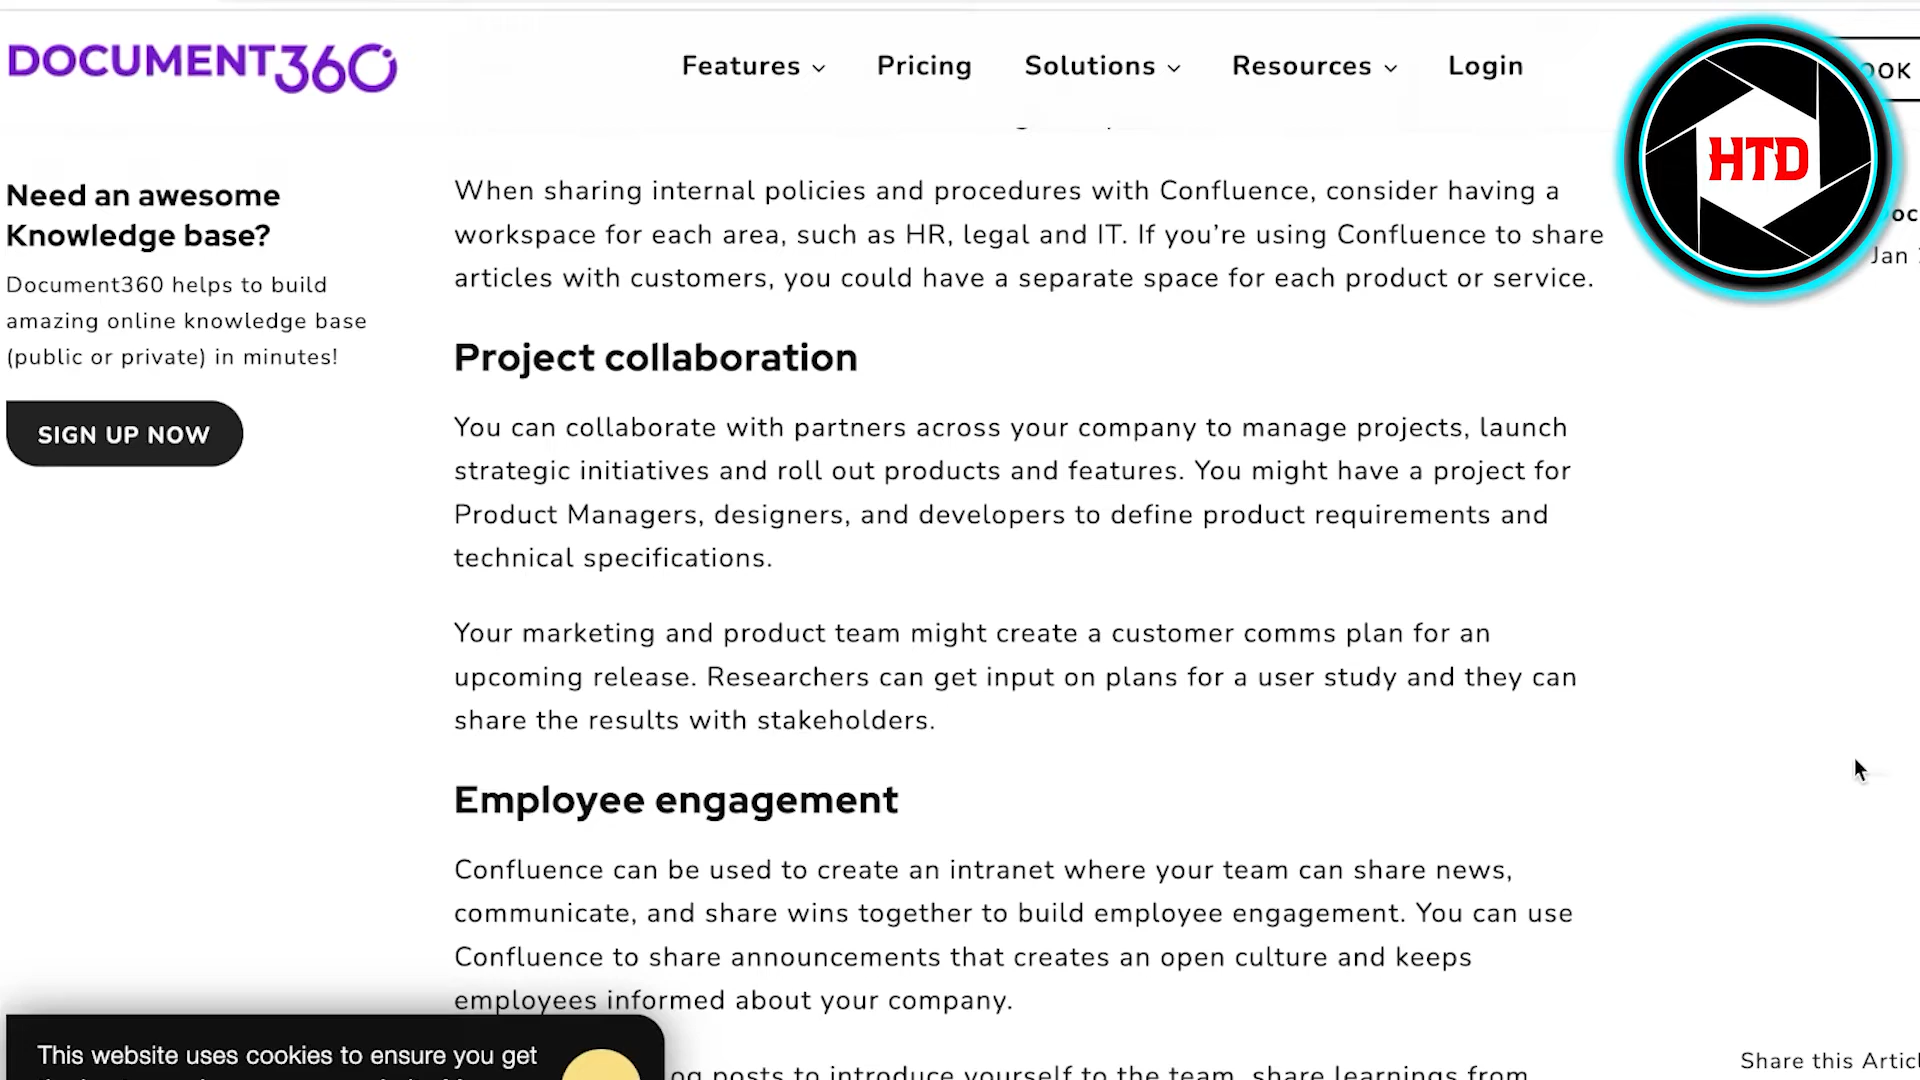 DOCUMENT360
Features
Pricing
Solutions
Resources
Login
OOK
HTD
Need an awesome
Knowledge base?
Document360 helps to build
amazing online knowledge base
(public or private) in minutes!
SIGN UP NOW
When sharing internal policies and procedures with Confluence, consider having a
workspace for each area, such as HR, legal and IT. If you’re using Confluence to share
articles with customers, you could have a separate space for each product or service.
Project collaboration
You can collaborate with partners across your company to manage projects, launch
strategic initiatives and roll out products and features. You might have a project for
Product Managers, designers, and developers to define product requirements and
technical specifications.
Your marketing and product team might create a customer comms plan for an
upcoming release. Researchers can get input on plans for a user study and they can
share the results with stakeholders.
Employee engagement
Confluence can be used to create an intranet where your team can share news,
communicate, and share wins together to build employee engagement. You can use
Confluence to share announcements that creates an open culture and keeps
employees informed about your company.
posts to introduce yourself to the team, share learnings from
Jan
This website uses cookies to ensure you get
Share this Articl